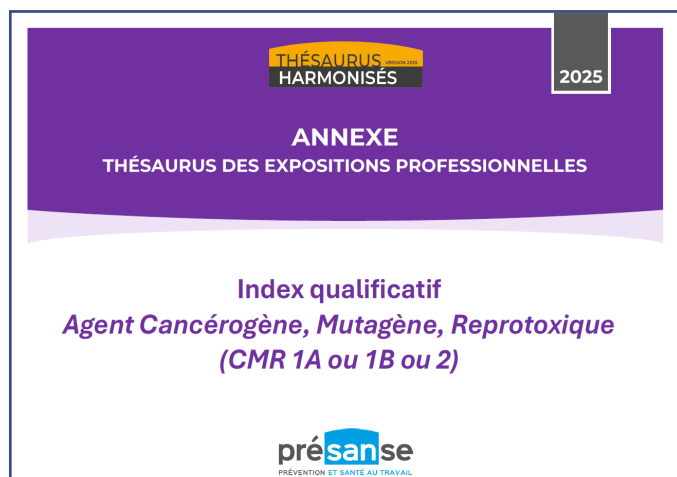 THÉSAURUS VERSION 2025
HARMONISÉS
2025
ANNEXE
THÉSAURUS DES EXPOSITIONS PROFESSIONNELLES
Index qualificatif
Agent Cancérogène, Mutagène, Reprotoxique
(CMR 1A ou 1B ou 2)
présanse
PRÉVENTION ET SANTÉ AU TRAVAIL